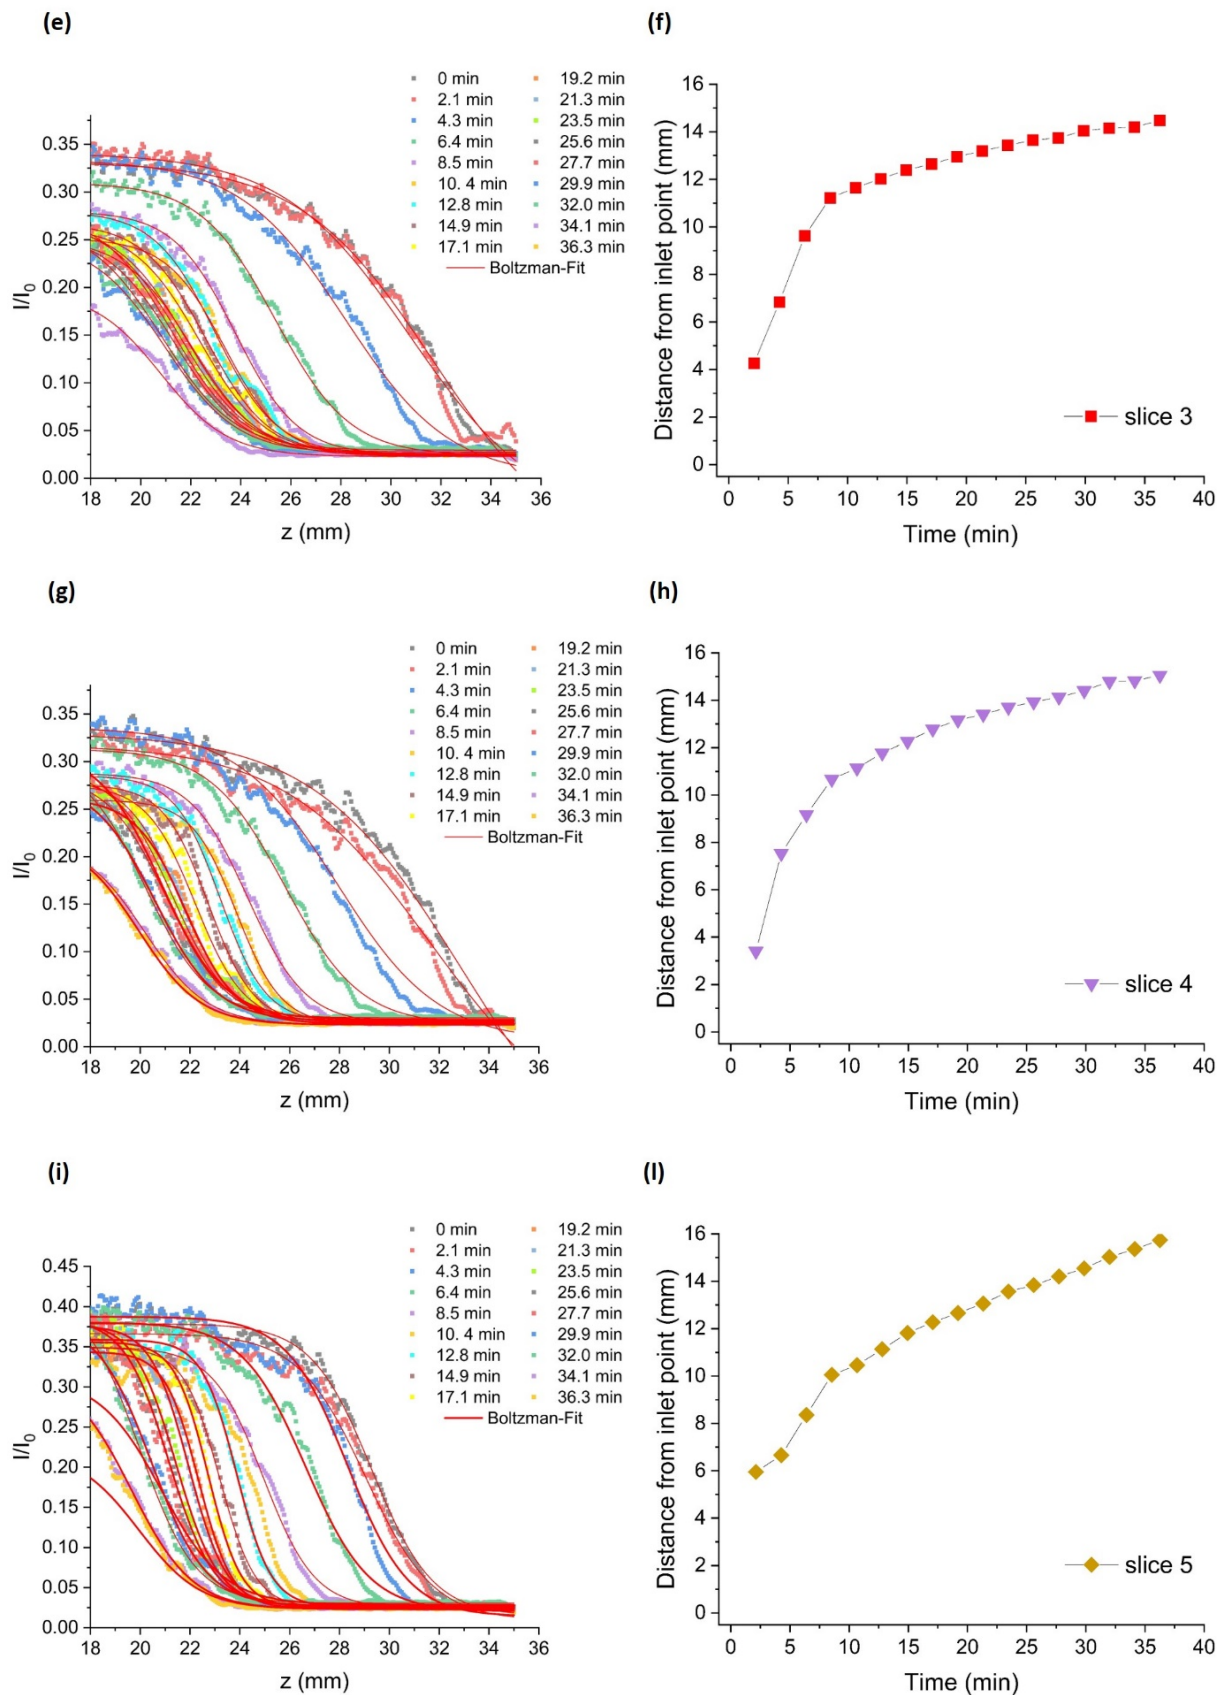 (e)
0 min 19.2 min
2.1 min 21.3 min
4.3 min 23.5 min
6.4 min 25.6 min
8.5 min 27.7 min
10. 4 min 29.9 min
12.8 min 32.0 min
14.9 min 34.1 min
17.1 min 36.3 min
Boltzman-Fit
0.35
0.30
0.25
0.20
0.15
0.10
0.05
0.00
I/I0
18 20 22 24 26 28 30 32 34 36
z (mm)
(f)
16
14
12
10
8
6
4
2
0
Distance from inlet point (mm)
slice 3
0 5 10 15 20 25 30 35 40
Time (min)
(g)
0 min 19.2 min
2.1 min 21.3 min
4.3 min 23.5 min
6.4 min 25.6 min
8.5 min 27.7 min
10. 4 min 29.9 min
12.8 min 32.0 min
14.9 min 34.1 min
17.1 min 36.3 min
Boltzman-Fit
0.35
0.30
0.25
0.20
0.15
0.10
0.05
0.00
I/I0
18 20 22 24 26 28 30 32 34 36
z (mm)
(h)
16
14
12
10
8
6
4
2
0
Distance from inlet point (mm)
slice 4
0 5 10 15 20 25 30 35 40
Time (min)
(i)
0 min 19.2 min
2.1 min 21.3 min
4.3 min 23.5 min
6.4 min 25.6 min
8.5 min 27.7 min
10. 4 min 29.9 min
12.8 min 32.0 min
14.9 min 34.1 min
17.1 min 36.3 min
Boltzman-Fit
0.45
0.40
0.35
0.30
0.25
0.20
0.15
0.10
0.05
0.00
I/I0
18 20 22 24 26 28 30 32 34 36
z (mm)
(l)
16
14
12
10
8
6
4
2
0
Distance from inlet point (mm)
slice 5
0 5 10 15 20 25 30 35 40
Time (min)